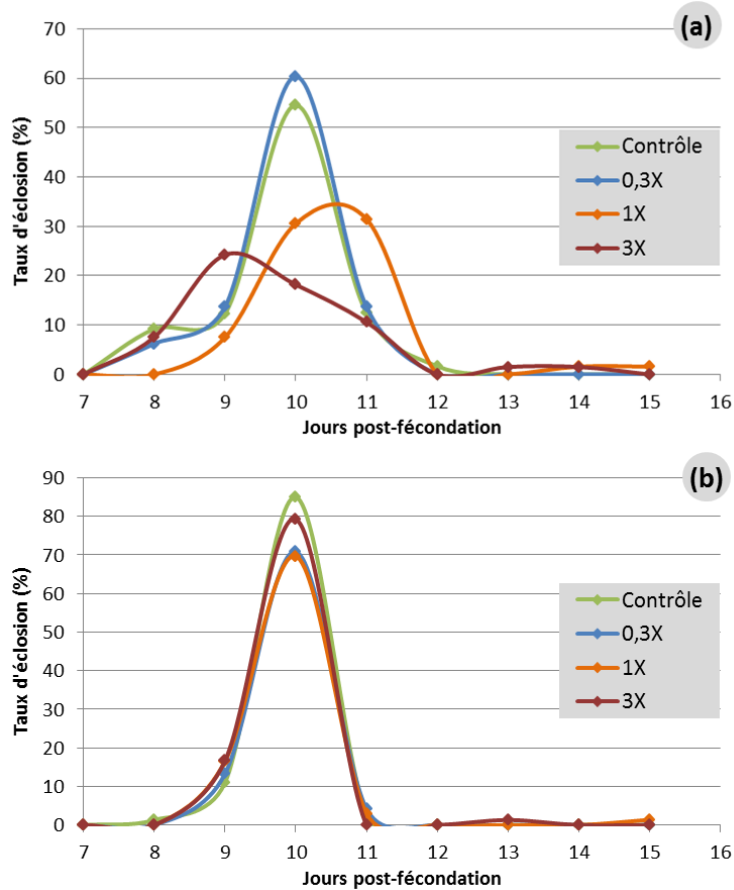 (a)
Taux d'éclosion (%)
70
60
50
40
30
20
10
0
7 8 9 10 11 12 13 14 15 16
Jours post-fécondation
Contrôle
0,3X
1X
3X
(b)
Taux d'éclosion (%)
90
80
70
60
50
40
30
20
10
0
7 8 9 10 11 12 13 14 15 16
Jours post-fécondation
Contrôle
0,3X
1X
3X